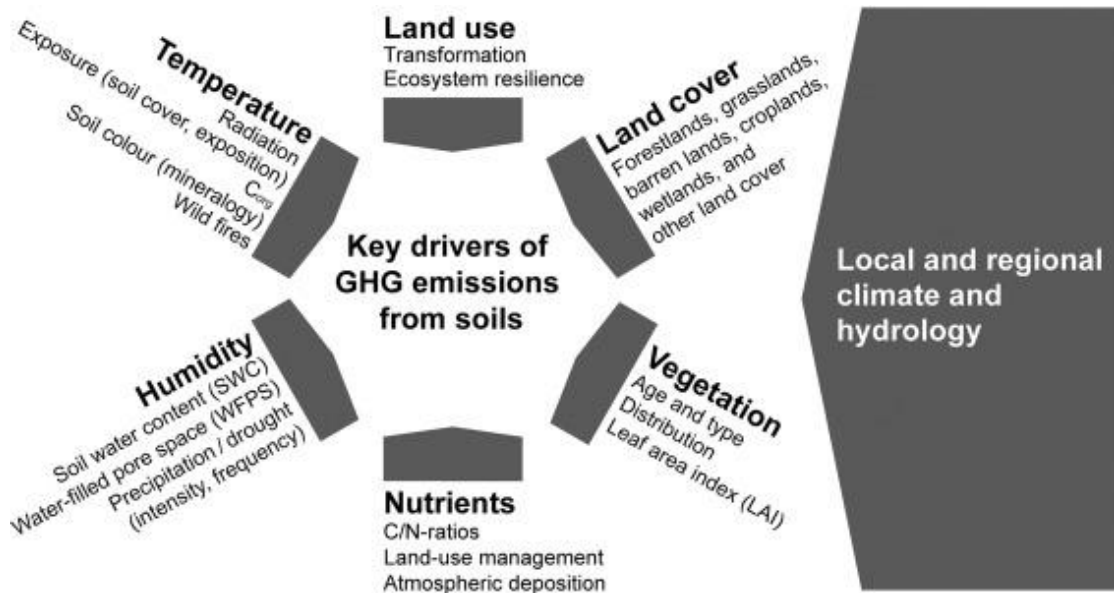 Land use
Transformation
Ecosystem resilience
Temperature
Radiation
Exposure (soil cover, exposition)
Corg
Soil colour (mineralogy)
Wild fires
Land cover
Forestlands, grasslands,
barren lands, croplands,
wetlands, and
other land cover
Key drivers of
GHG emissions
from soils
Humidity
Soil water content (SWC)
Water-filled pore space (WFPS)
Precipitation / drought
(intensity, frequency)
Vegetation
Age and type
Distribution
Leaf area index (LAI)
Nutrients
C/N-ratios
Land-use management
Atmospheric deposition
Local and regional
climate and
hydrology